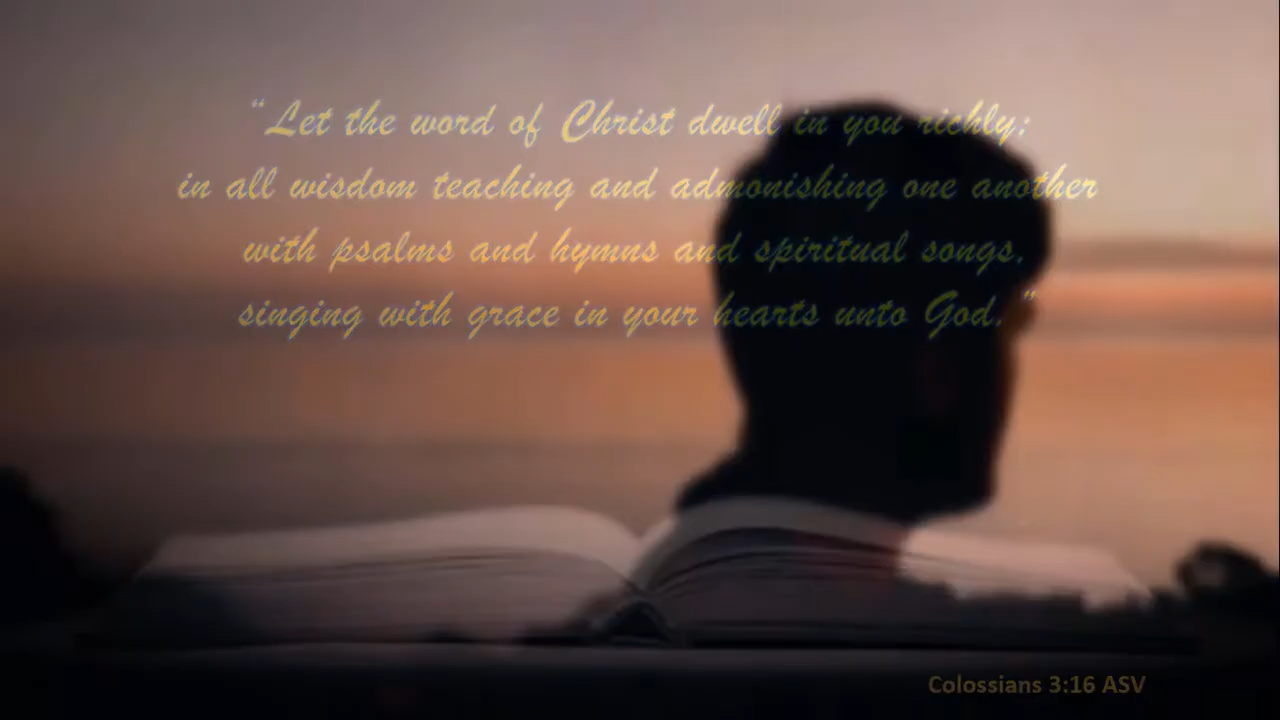 “Let the word of Christ dwell in you richly;
in all wisdom teaching and admonishing one another
with psalms and hymns and spiritual songs,
singing with grace in your hearts unto God.”
Colossians 3:16 ASV